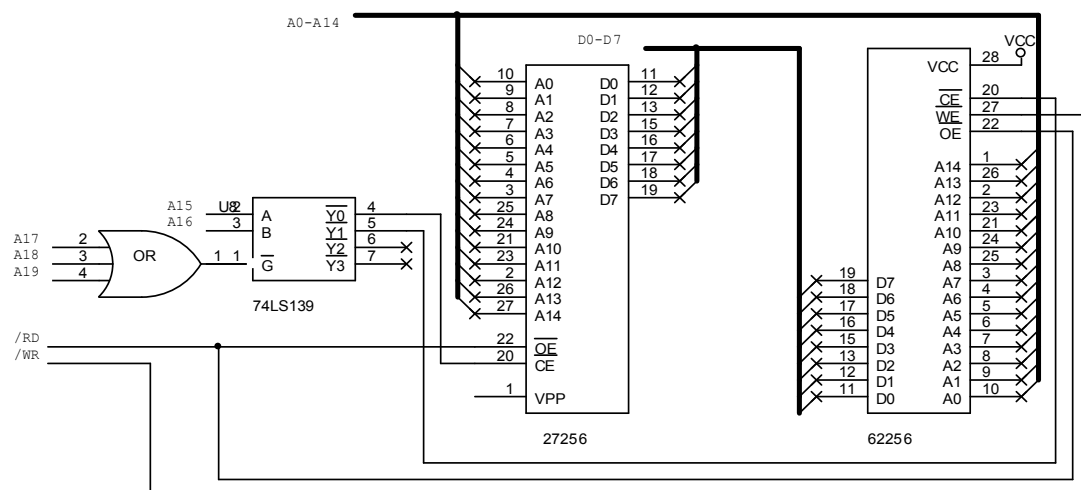 A0-A14
D0-D7
VCC
28
VCC
20
CE
27
WE
22
OE
10 A0 D0 11
9 A1 D1 12
8 A2 D2 13
7 A3 D3 15
6 A4 D4 16
5 A5 D5 17
4 A6 D6 18
3 A7 D7 19
25 A8
24 A9
21 A10
23 A11
2 A12
26 A13
27 A14
22 OE
20 CE
1 VPP
27256
A14 1
A13 26
A12 2
A11 23
A10 21
A9 24
A8 25
A7 3
A6 4
A5 5
A4 6
A3 7
A2 8
A1 9
A0 10
19 D7
18 D6
17 D5
16 D4
15 D3
13 D2
12 D1
11 D0
62256
A15 U8 2 A Y0 4
A16 3 B Y1 5
Y2 6
1 1 G Y3 7
74LS139
A17 2
A18 3 OR
A19 4
/RD
/WR